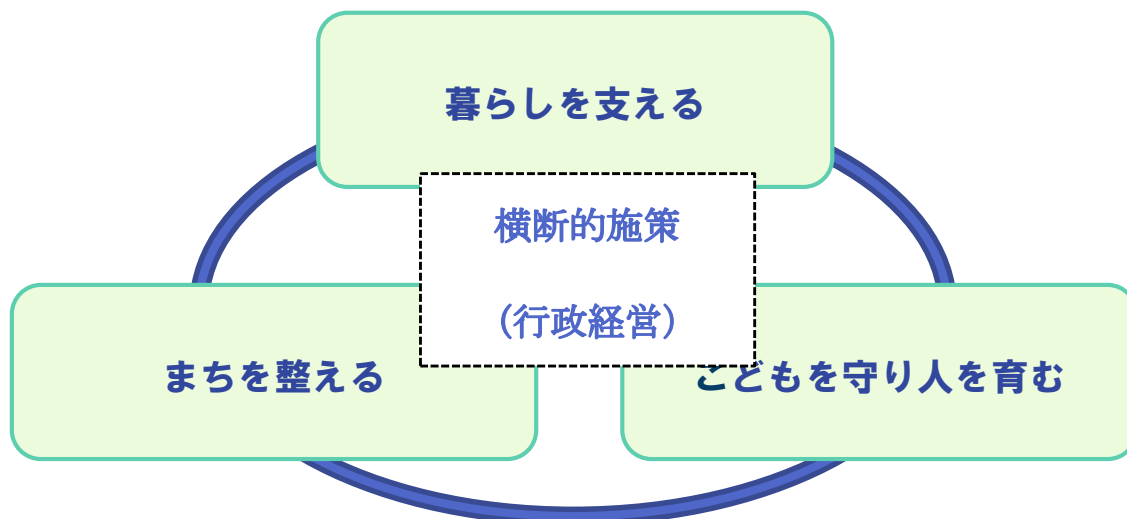 暮らしを支える
横断的施策
(行政経営)
まちを整える
こどもを守り人を育む